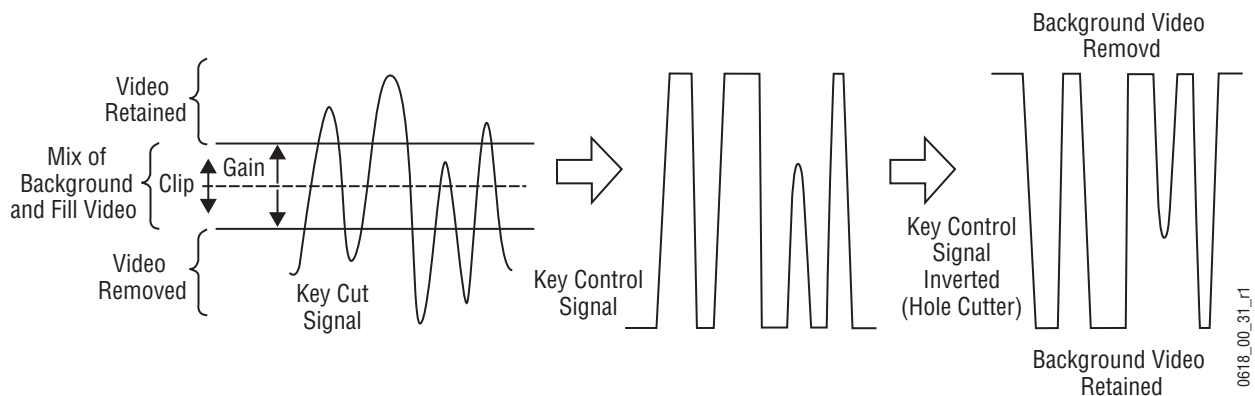 Video
Retained
Mix of
Background
and Fill Video
Clip
Gain
Video
Removed
Key Cut
Signal
Key Control
Signal
Key Control
Signal
Inverted
(Hole Cutter)
Background Video
Removd
Background Video
Retained
0618_00_31_r1